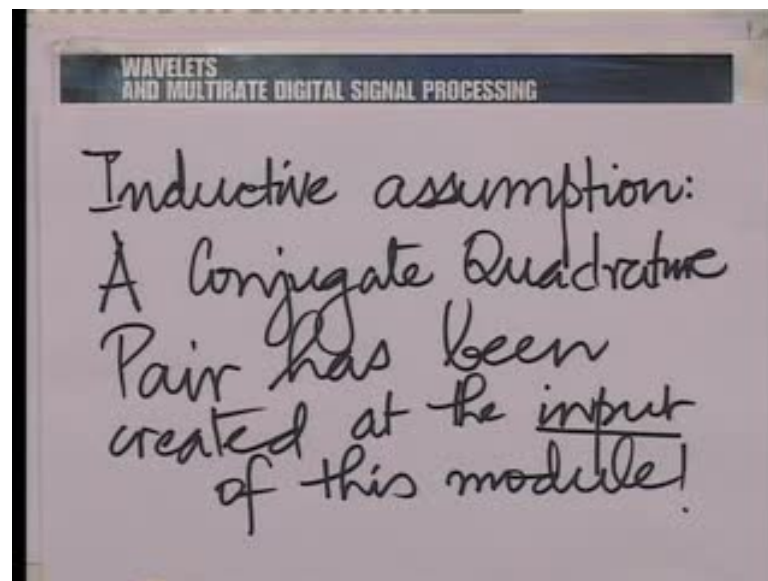 WAVELETS
AND MULTIRATE DIGITAL SIGNAL PROCESSING
Inductive assumption:
A Conjugate Quadrature
Pair has been
created at the input
of this module!